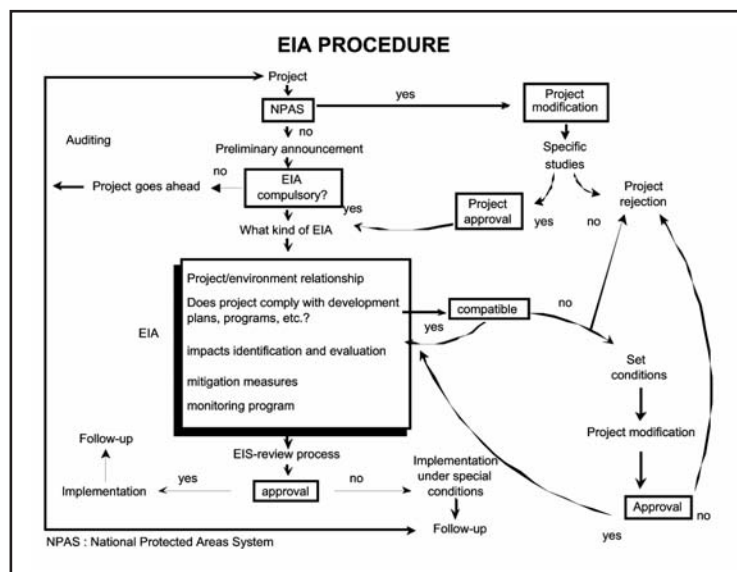 EIA PROCEDURE
Project
NPAS
yes
Project
modification
no
Auditing
Preliminary announcement
Specific
studies
Project goes ahead
no
EIA
compulsory?
yes
Project
approval
yes
no
Project
rejection
What kind of EIA
EIA
Project/environment relationship
Does project comply with development
plans, programs, etc.?
impacts identification and evaluation
mitigation measures
monitoring program
yes
compatible
no
Set
conditions
Project modification
Approval
yes
no
EIS-review process
Follow-up
Implementation
yes
approval
no
Implementation
under special
conditions
Follow-up
NPAS : National Protected Areas System